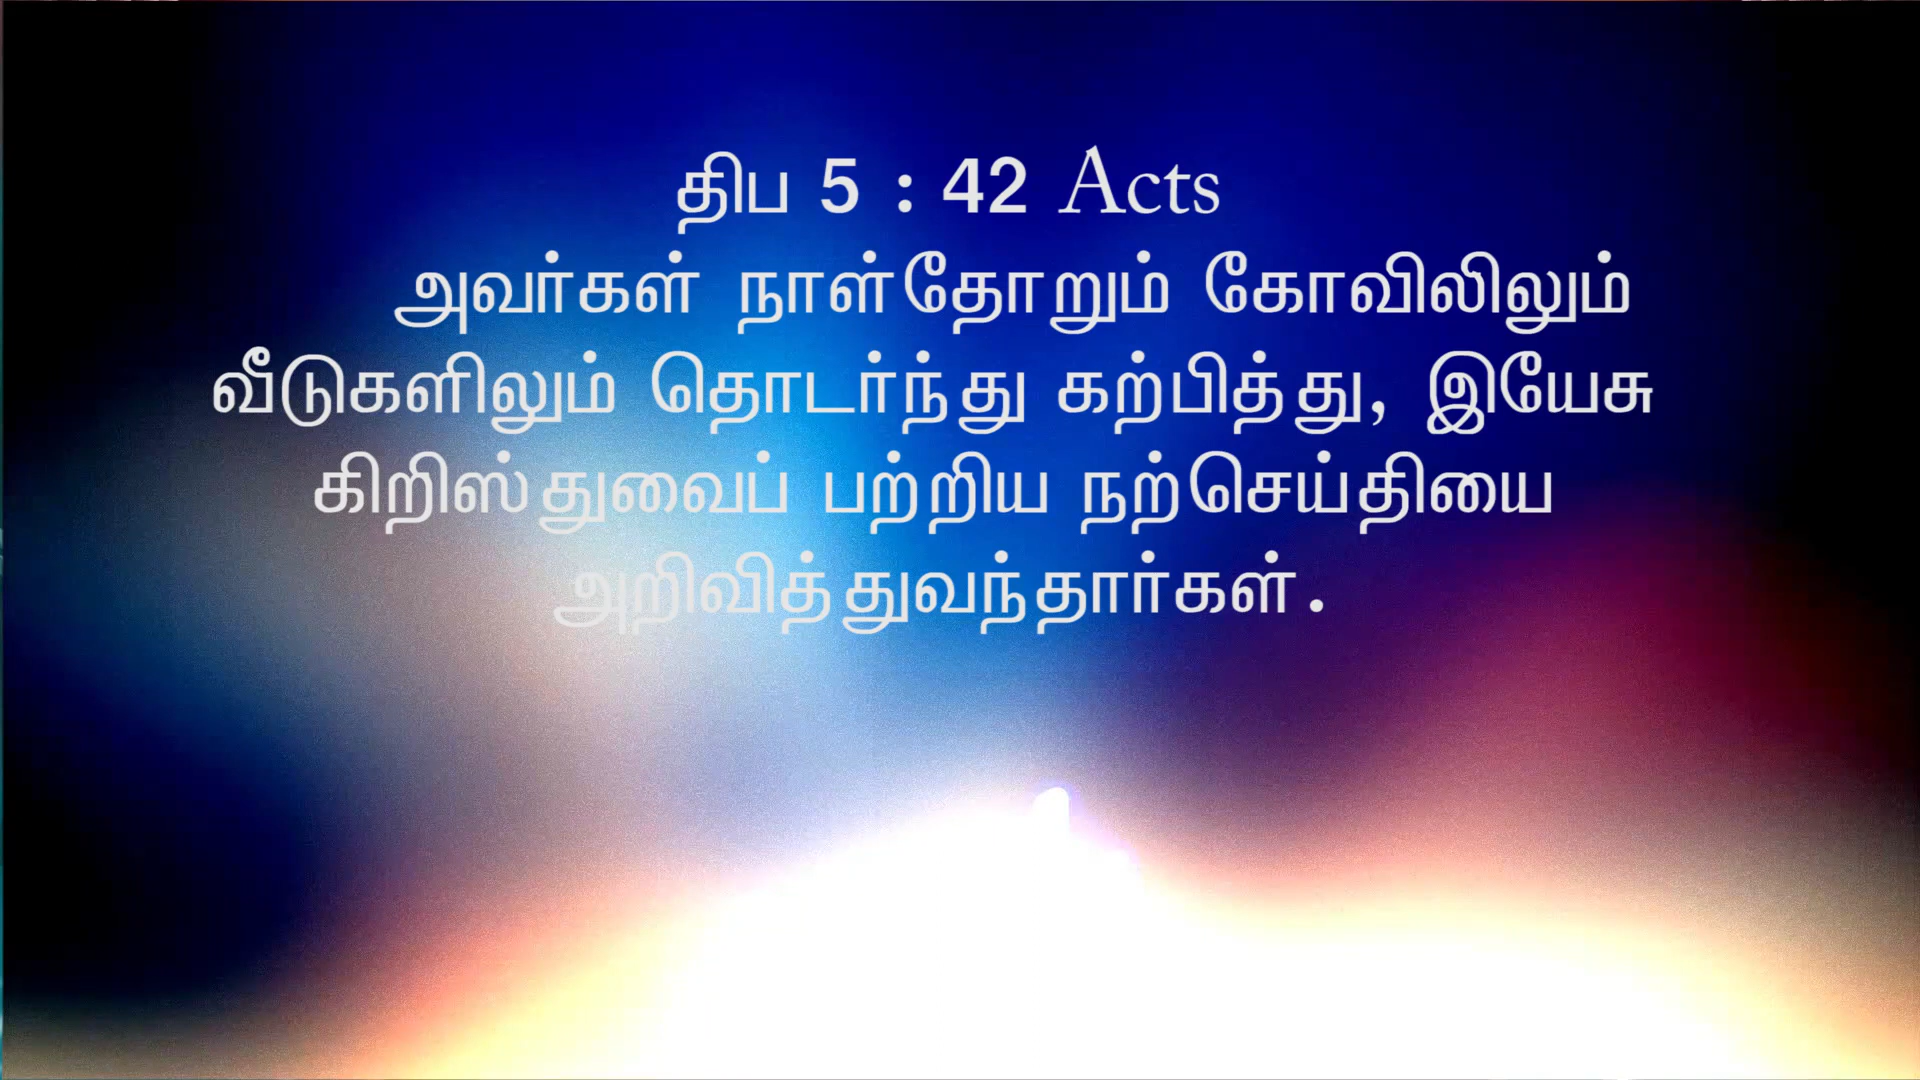 திப 5 : 42 Acts
அவர்கள் நாள்தோறும் கோவிலிலும்
வீடுகளிலும் தொடர்ந்து கற்பித்து, இயேசு
கிறிஸ்துவைப் பற்றிய நற்செய்தியை
அறிவித்துவந்தார்கள்.